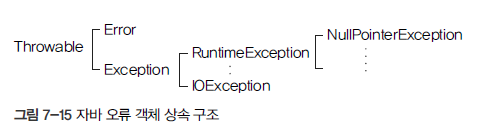 Throwable
Error
Exception
RuntimeException
IOException
NullPointerException
그림 7-15 자바 오류 객체 상속 구조